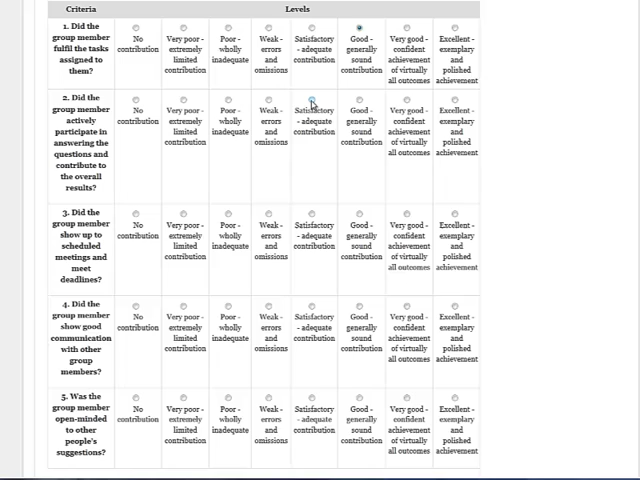 Criteria Levels
1. Did the
group member
fulfil the tasks
assigned to
them?
No
contribution
Very poor -
extremely
limited
contribution
Poor -
wholly
inadequate
Weak -
errors
and
omissions
Satisfactory
- adequate
contribution
Good -
generally
sound
contribution
Very good -
confident
achievement
of virtually
all outcomes
Excellent -
exemplary
and
polished
achievement
2. Did the
group member
actively
participate in
answering the
questions and
contribute to
the overall
results?
No
contribution
Very poor -
extremely
limited
contribution
Poor -
wholly
inadequate
Weak -
errors
and
omissions
Satisfactory
- adequate
contribution
Good -
generally
sound
contribution
Very good -
confident
achievement
of virtually
all outcomes
Excellent -
exemplary
and
polished
achievement
3. Did the
group member
show up to
scheduled
meetings and
meet
deadlines?
No
contribution
Very poor -
extremely
limited
contribution
Poor -
wholly
inadequate
Weak -
errors
and
omissions
Satisfactory
- adequate
contribution
Good -
generally
sound
contribution
Very good -
confident
achievement
of virtually
all outcomes
Excellent -
exemplary
and
polished
achievement
4. Did the
group member
show good
communication
with other
group
members?
No
contribution
Very poor -
extremely
limited
contribution
Poor -
wholly
inadequate
Weak -
errors
and
omissions
Satisfactory
- adequate
contribution
Good -
generally
sound
contribution
Very good -
confident
achievement
of virtually
all outcomes
Excellent -
exemplary
and
polished
achievement
5. Was the
group member
open-minded
to other
people's
suggestions?
No
contribution
Very poor -
extremely
limited
contribution
Poor -
wholly
inadequate
Weak -
errors
and
omissions
Satisfactory
- adequate
contribution
Good -
generally
sound
contribution
Very good -
confident
achievement
of virtually
all outcomes
Excellent -
exemplary
and
polished
achievement